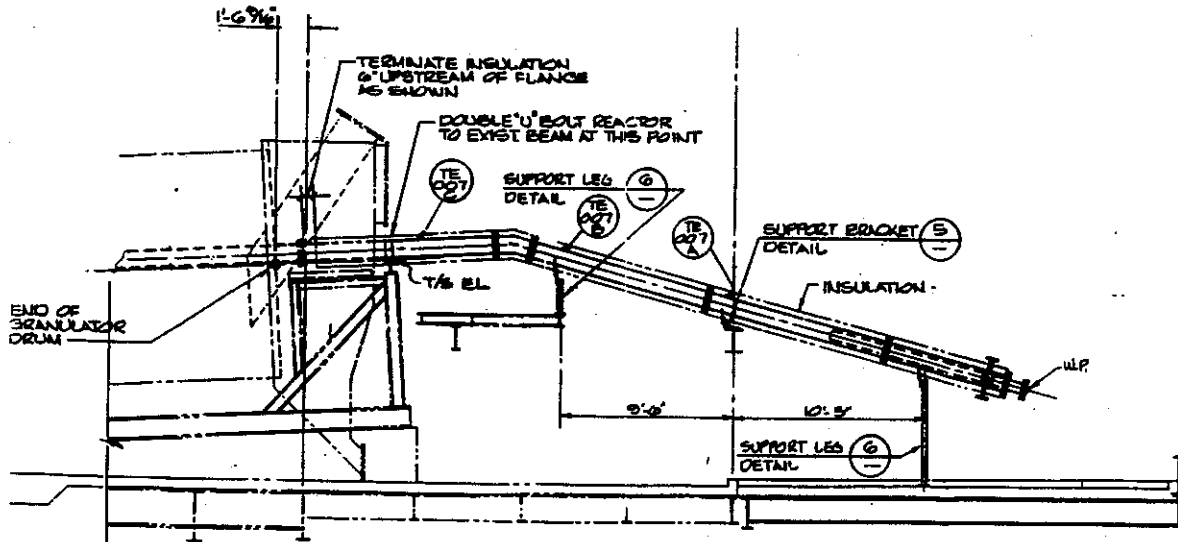 1'-6 9/16"
TERMINATE INSULATION
6" UPSTREAM OF FLANGE
AS SHOWN
DOUBLE "U" BOLT REACTOR
TO EXIST BEAM AT THIS POINT
TE
007
C
SUPPORT LEG
DETAIL
6
—
TE
007
B
TE
007
A
SUPPORT BRACKET
DETAIL
5
—
T/S EL
INSULATION
END OF
GRANULATOR
DRUM
W.P.
9'-6"
10'-3"
SUPPORT LEG
DETAIL
6
—